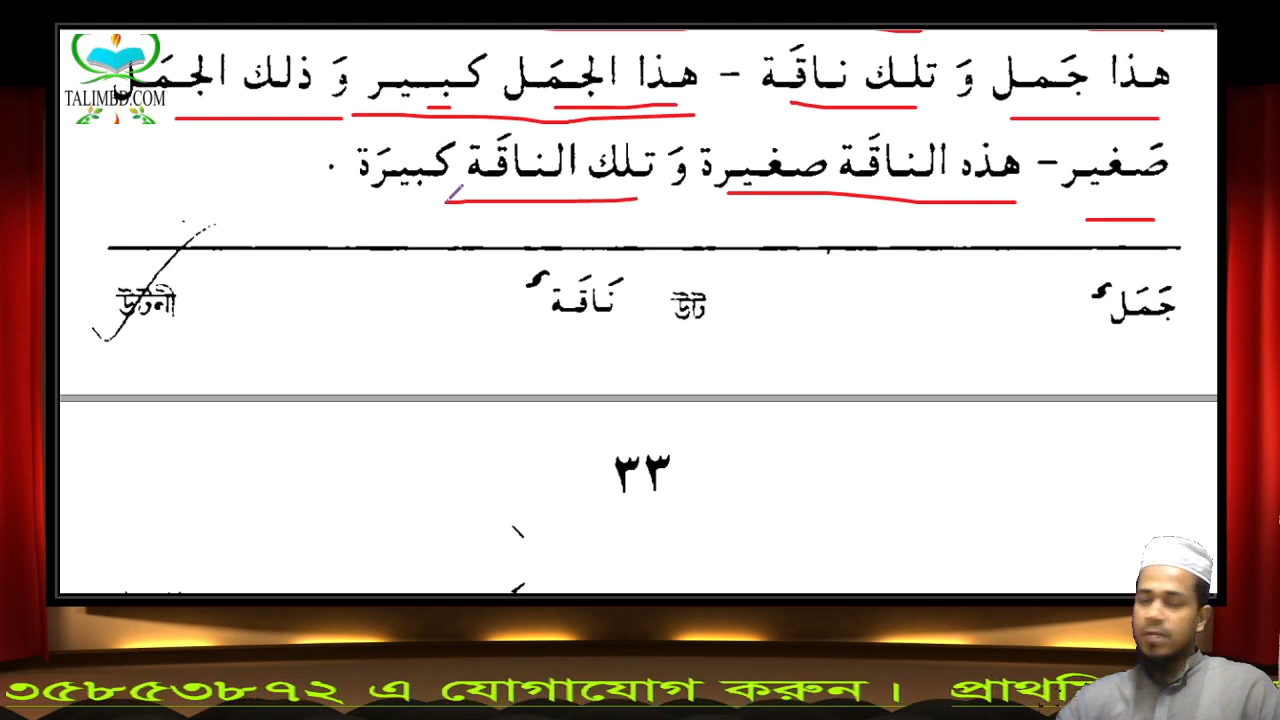 هذا جَمل وَ تلك ناقَة – هذا الجمَل كبير وَ ذلك الجمَل
صَغير – هذه الناقَة صغيرة وَ تلك الناقَة كبيرَة .
جَمَل উট نَاقَة উটনী
٣٣
TALIMBD.COM
৩৫৮৫৩৮৭২ এ যোগাযোগ করুন ।